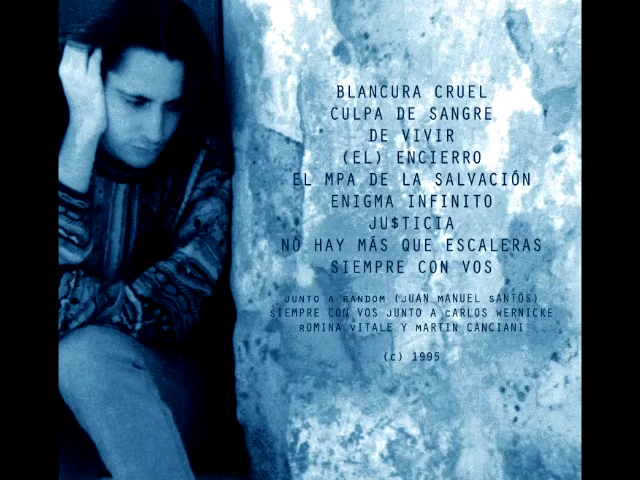 BLANCURA CRUEL
CULPA DE SANGRE
DE VIVIR
(EL) ENCIERRO
EL MPA DE LA SALVACIÓN
ENIGMA INFINITO
JU$TICIA
NO HAY MÁS QUE ESCALERAS
SIEMPRE CON VOS
JUNTO A RANDOM (JUAN MANUEL SANTOS)
SIEMPRE CON VOS JUNTO A CARLOS WERNICKE
ROMINA VITALE Y MARTIN CANCIANI
(c) 1995